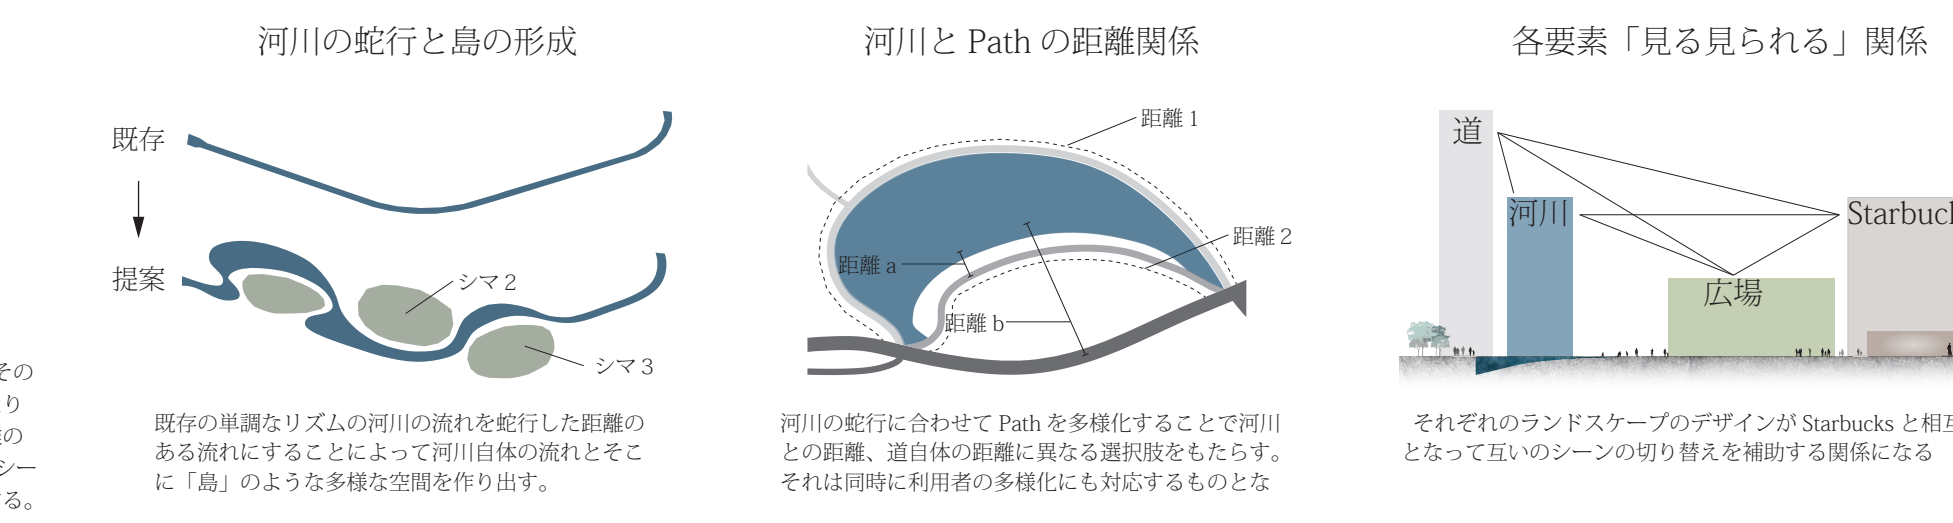 河川の蛇行と島の形成
既存
提案
シマ 2
シマ 3
既存の単調なリズムの河川の流れを蛇行した距離の
ある流れにすることによって河川自体の流れとそこ
に「島」のような多様な空間を作り出す。
河川と Path の距離関係
距離 1
距離 2
距離 a
距離 b
河川の蛇行に合わせて Path を多様化することで河川
との距離、道自体の距離に異なる選択肢をもたらす。
それは同時に利用者の多様化にも対応するものとな
各要素「見る見られる」関係
道
河川
広場
Starbuck
それぞれのランドスケープのデザインが Starbucks と相互
となって互いのシーンの切り替えを補助する関係になる
その
り
の
シー
る。